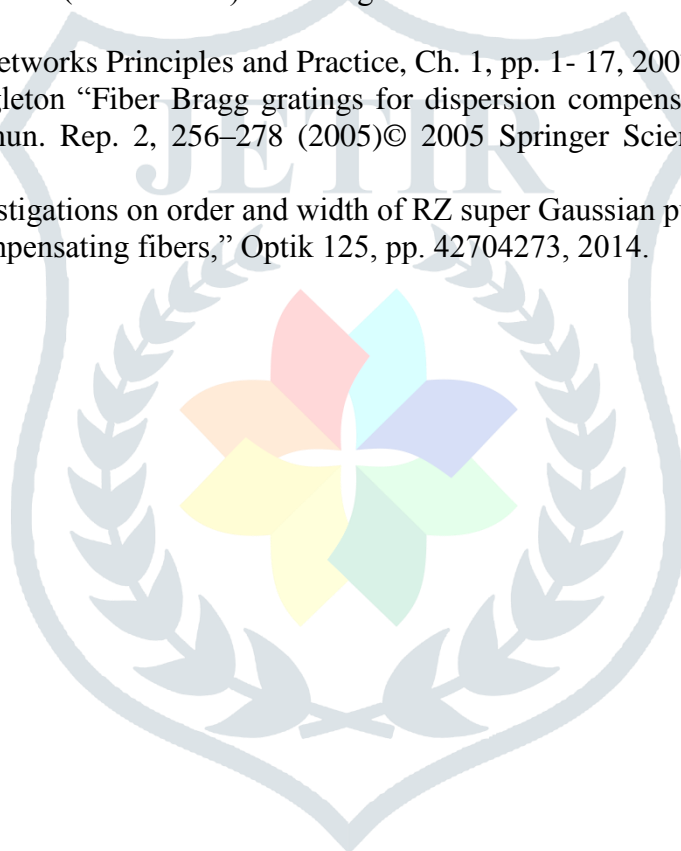 etworks Principles and Practice, Ch. 1, pp. 1- 17, 200
gleton “Fiber Bragg gratings for dispersion compens
nun. Rep. 2, 256–278 (2005)© 2005 Springer Scien
JETIR
stigations on order and width of RZ super Gaussian p
mpensating fibers,” Optik 125, pp. 42704273, 2014.